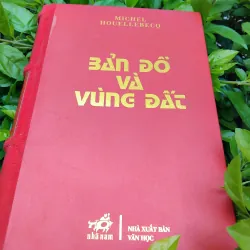 MICHEL
HOUELLEBECQ
BẢN ĐỒ
VÀ
VÙNG ĐẤT
nhã nam
NHÀ XUẤT BẢN
VĂN HỌC